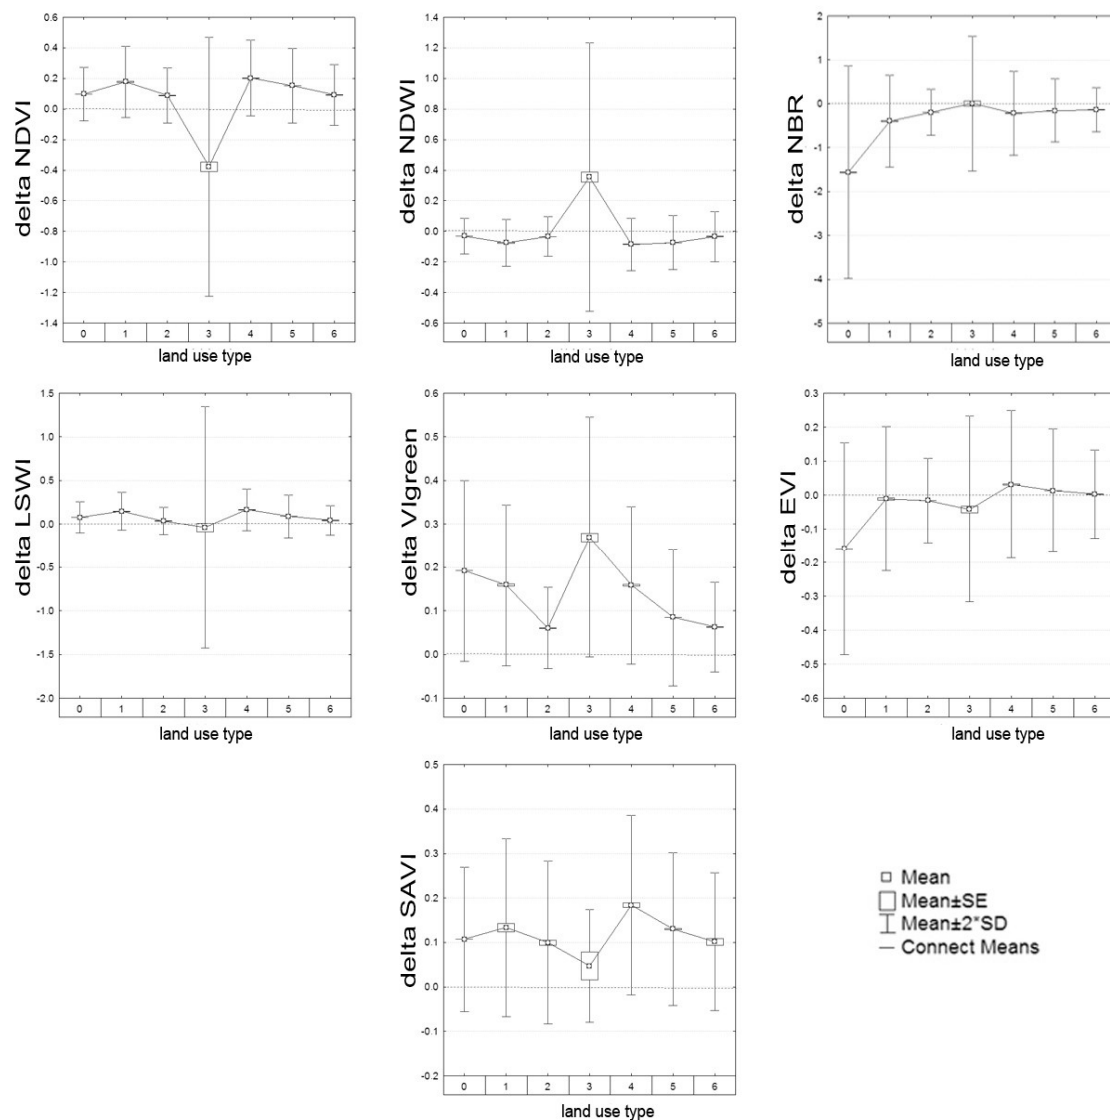 0.6
0.4
0.2
0.0
-0.2
-0.4
-0.6
-0.8
-1.0
-1.2
-1.4
delta NDVI
0 1 2 3 4 5 6
land use type
1.4
1.2
1.0
0.8
0.6
0.4
0.2
0.0
-0.2
-0.4
-0.6
delta NDWI
0 1 2 3 4 5 6
land use type
2
1
0
-1
-2
-3
-4
-5
delta NBR
0 1 2 3 4 5 6
land use type
1.5
1.0
0.5
0.0
-0.5
-1.0
-1.5
-2.0
delta LSWI
0 1 2 3 4 5 6
land use type
0.6
0.5
0.4
0.3
0.2
0.1
0.0
-0.1
delta VIgreen
0 1 2 3 4 5 6
land use type
0.3
0.2
0.1
0.0
-0.1
-0.2
-0.3
-0.4
-0.5
-0.6
delta EVI
0 1 2 3 4 5 6
land use type
0.5
0.4
0.3
0.2
0.1
0.0
-0.1
-0.2
delta SAVI
0 1 2 3 4 5 6
land use type
Mean
Mean±SE
Mean±2*SD
Connect Means